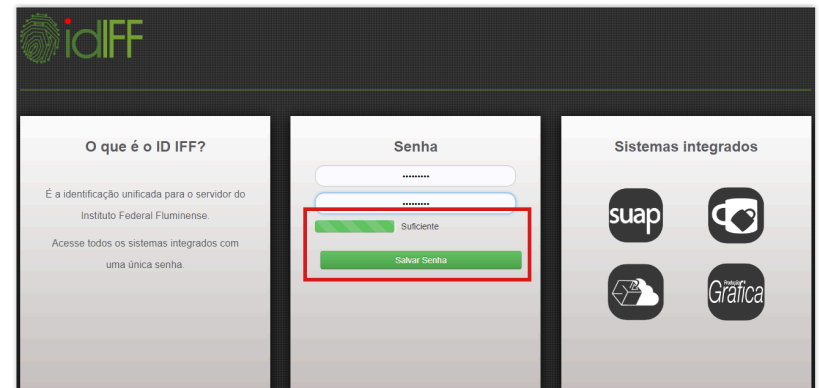 idIFF
O que é o ID IFF?
É a identificação unificada para o servidor do
Instituto Federal Fluminense.
Acesse todos os sistemas integrados com
uma única senha.
Senha
•••••••••
•••••••••
Suficiente
Salvar Senha
Sistemas integrados
suap
Produção
Gráfica